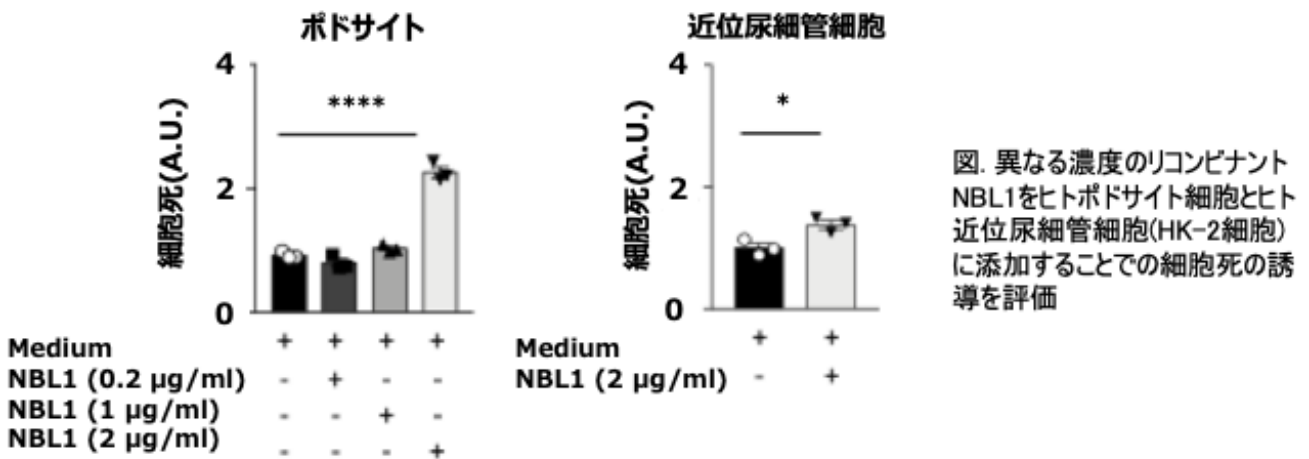 ポドサイト
細胞死(A.U.)
4
2
0
****
Medium + + + +
NBL1 (0.2 μg/ml) - + - -
NBL1 (1 μg/ml) - - + -
NBL1 (2 μg/ml) - - - +
近位尿細管細胞
細胞死(A.U.)
4
2
0
*
Medium + +
NBL1 (2 μg/ml) - +
図. 異なる濃度のリコンビナント
NBL1をヒトポドサイト細胞とヒト
近位尿細管細胞(HK-2細胞)
に添加することでの細胞死の誘
導を評価